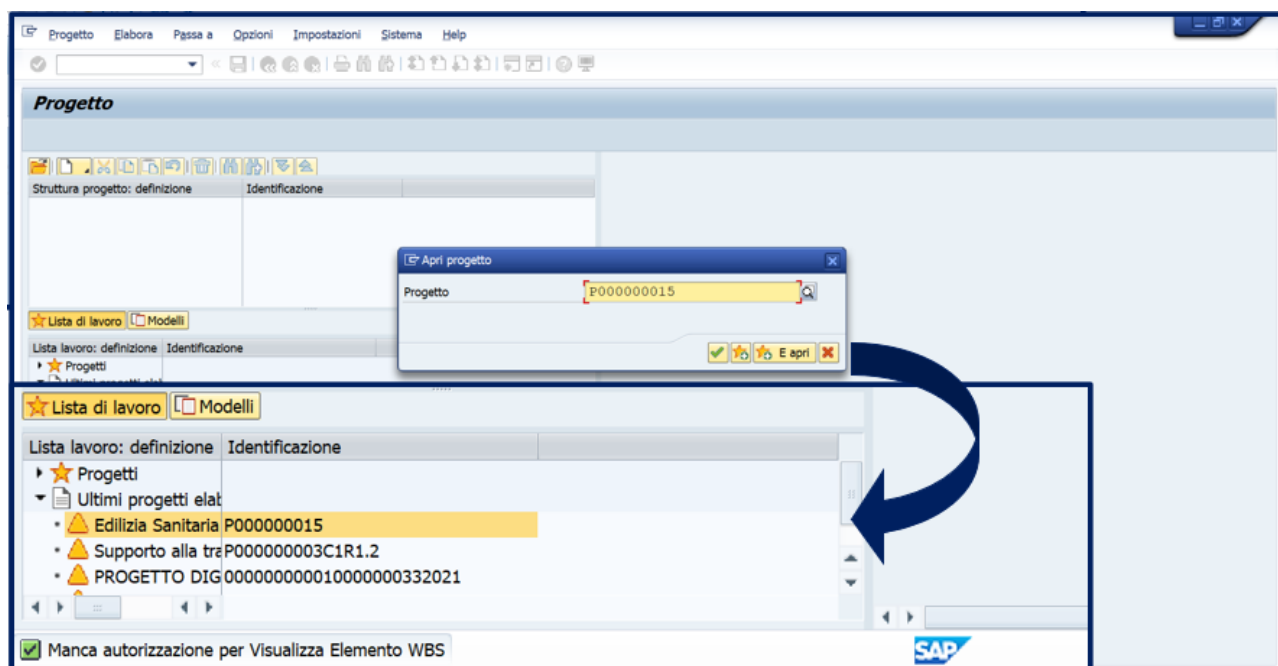 Progetto Elabora Passa a Opzioni Impostazioni Sistema Help
Progetto
Struttura progetto: definizione Identificazione
Apri progetto
Progetto P000000015
E apri
Lista di lavoro Modelli
Lista lavoro: definizione Identificazione
Progetti
Lista di lavoro Modelli
Lista lavoro: definizione Identificazione
Progetti
Ultimi progetti elab
Edilizia Sanitaria P000000015
Supporto alla tra P000000003C1R1.2
PROGETTO DIG 0000000000010000000332021
Manca autorizzazione per Visualizza Elemento WBS
SAP